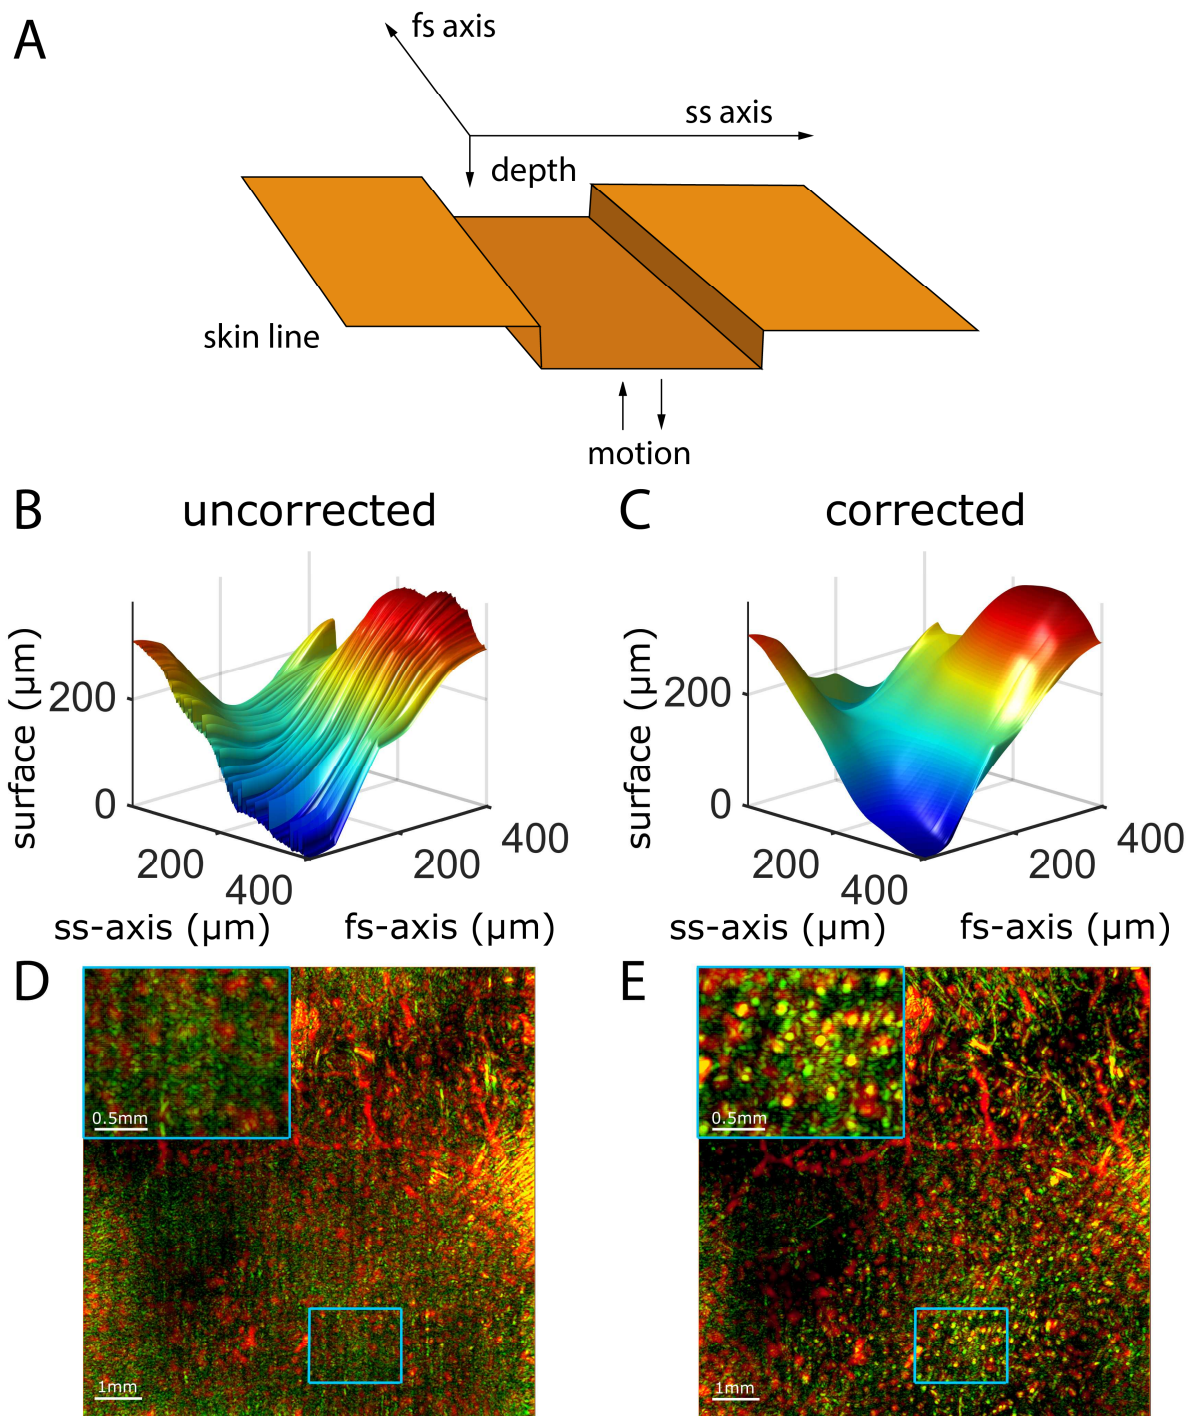 A
fs axis
ss axis
depth
skin line
motion
B
uncorrected
C
corrected
surface (µm)
200
0
200
400
200
400
ss-axis (µm)
fs-axis (µm)
surface (µm)
200
0
200
400
200
400
ss-axis (µm)
fs-axis (µm)
D
0.5mm
1mm
E
0.5mm
1mm